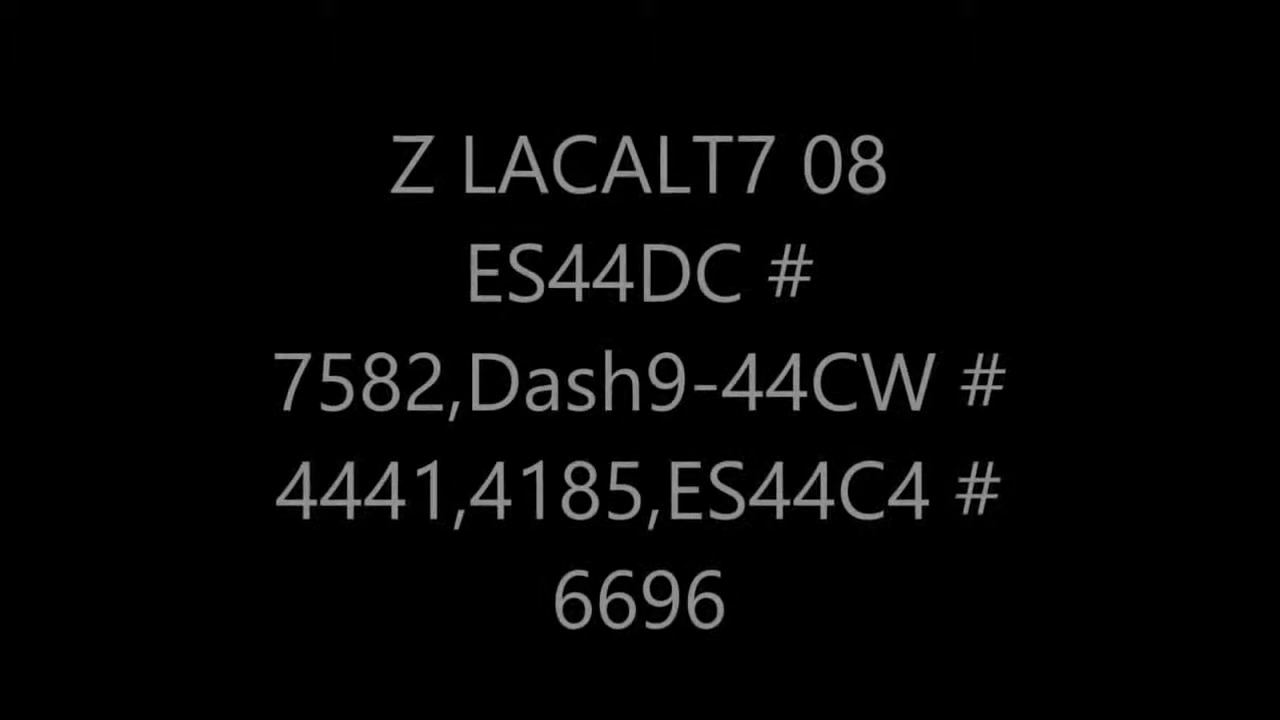 Z LACALT7 08
ES44DC #
7582,Dash9-44CW #
4441,4185,ES44C4 #
6696